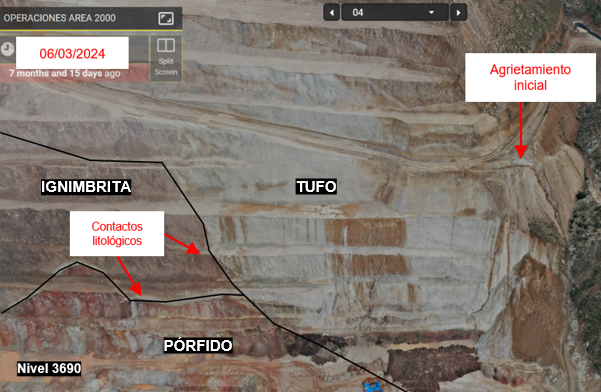 OPERACIONES AREA 2000
04
06/03/2024
Split
Screen
7 months and 15 days ago
Agrietamiento
inicial
IGNIMBRITA
TUFO
Contactos
litológicos
PÓRFIDO
Nivel 3690